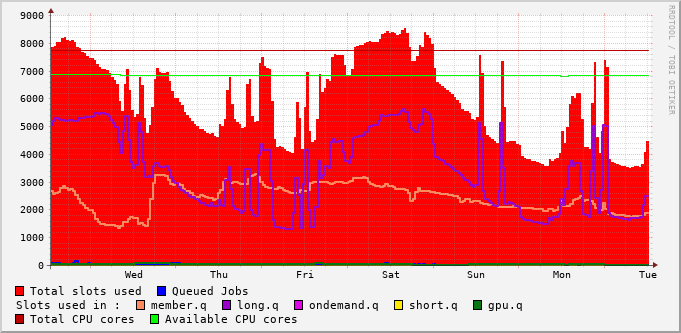 9000
8000
7000
6000
5000
4000
3000
2000
1000
0
Wed Thu Fri Sat Sun Mon Tue
RRDTOOL / TOBI OETIKER
Total slots used Queued Jobs
Slots used in : member.q long.q ondemand.q short.q gpu.q
Total CPU cores Available CPU cores